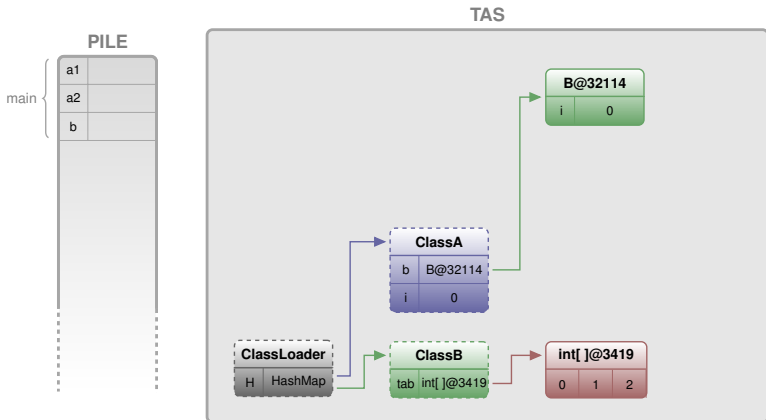 TAS
PILE
main
a1
a2
b
B@32114
i 0
ClassA
b B@32114
i 0
ClassLoader
H HashMap
ClassB
tab int[ ]@3419
int[ ]@3419
0 1 2